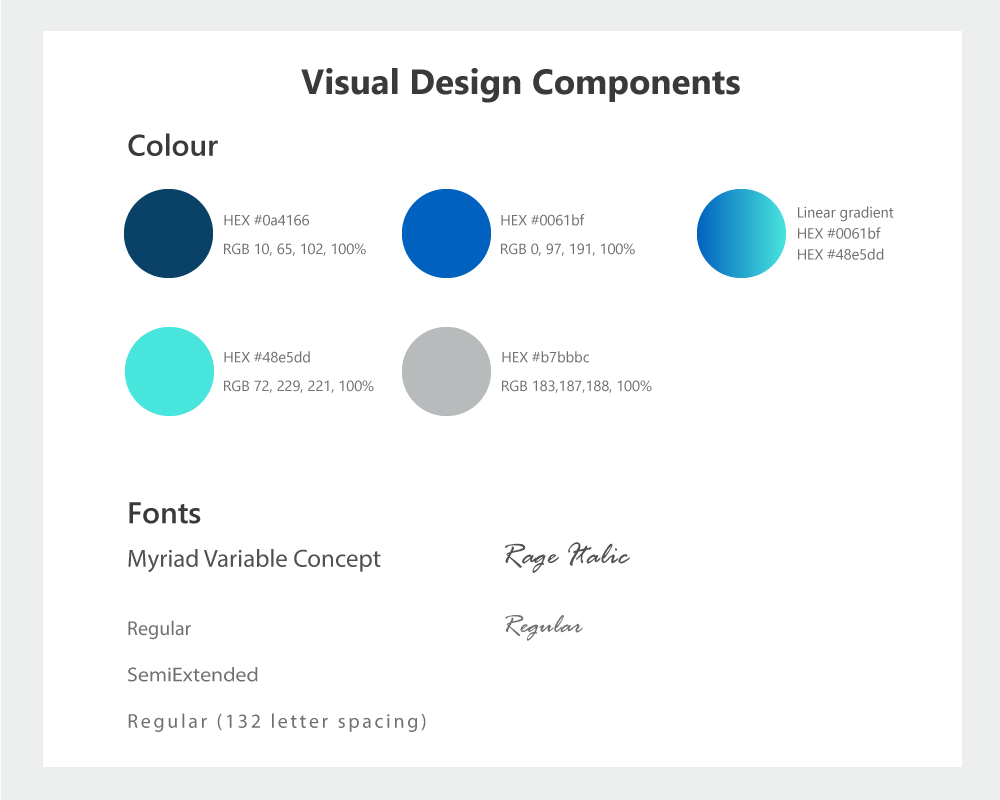 Visual Design Components
Colour
HEX #0a4166
RGB 10, 65, 102, 100%
HEX #0061bf
RGB 0, 97, 191, 100%
Linear gradient
HEX #0061bf
HEX #48e5dd
HEX #48e5dd
RGB 72, 229, 221, 100%
HEX #b7bbbc
RGB 183,187,188, 100%
Fonts
Myriad Variable Concept
Regular
SemiExtended
Regular (132 letter spacing)
Rage Italic
Regular